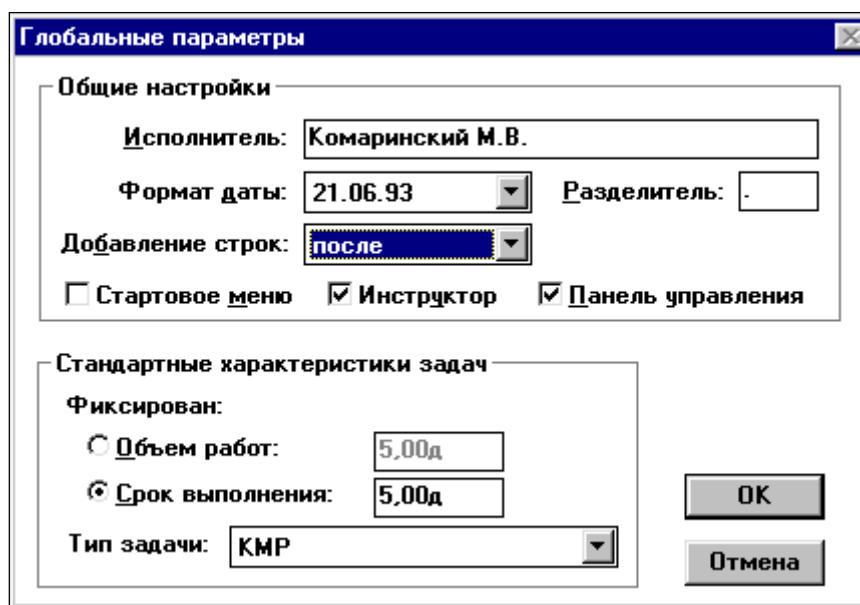 Глобальные параметры
Общие настройки
Исполнитель: Комаринский М.В.
Формат даты: 21.06.93 Разделитель: .
Добавление строк: после
Стартовое меню Инструктор Панель управления
Стандартные характеристики задач
Фиксирован:
Объем работ: 5,00д
Срок выполнения: 5,00д
OK
Тип задачи: КМР
Отмена